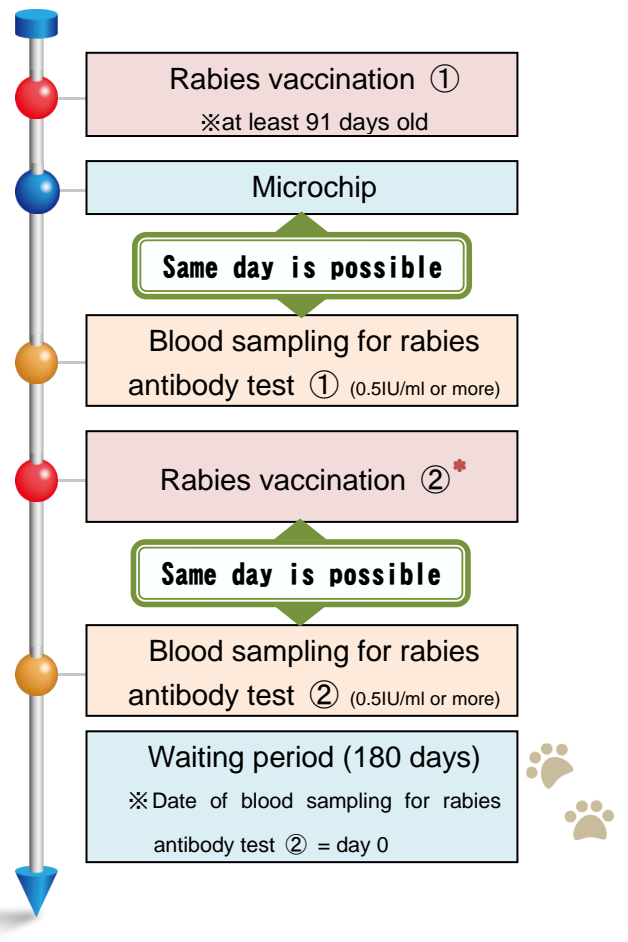 Rabies vaccination ①
※at least 91 days old
Microchip
Same day is possible
Blood sampling for rabies
antibody test ① (0.5IU/ml or more)
Rabies vaccination ②*
Same day is possible
Blood sampling for rabies
antibody test ② (0.5IU/ml or more)
Waiting period (180 days)
※Date of blood sampling for rabies
antibody test ② = day 0